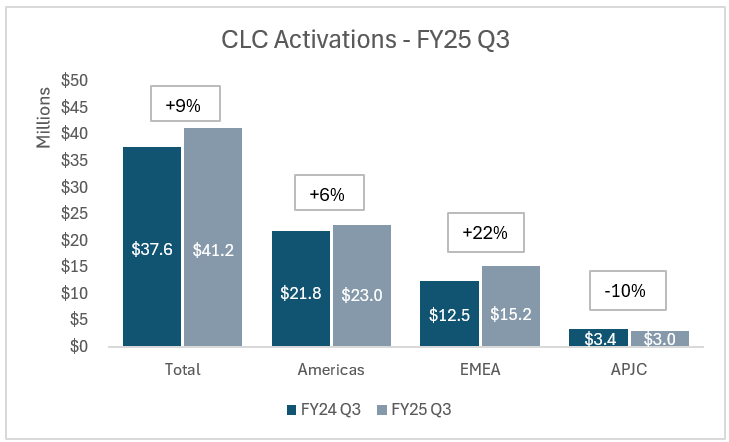 CLC Activations - FY25 Q3
Millions
$50
$45
$40
$35
$30
$25
$20
$15
$10
$5
$0
+9%
+6%
+22%
-10%
$37.6
$41.2
$21.8
$23.0
$12.5
$15.2
$3.4
$3.0
Total
Americas
EMEA
APJC
FY24 Q3
FY25 Q3